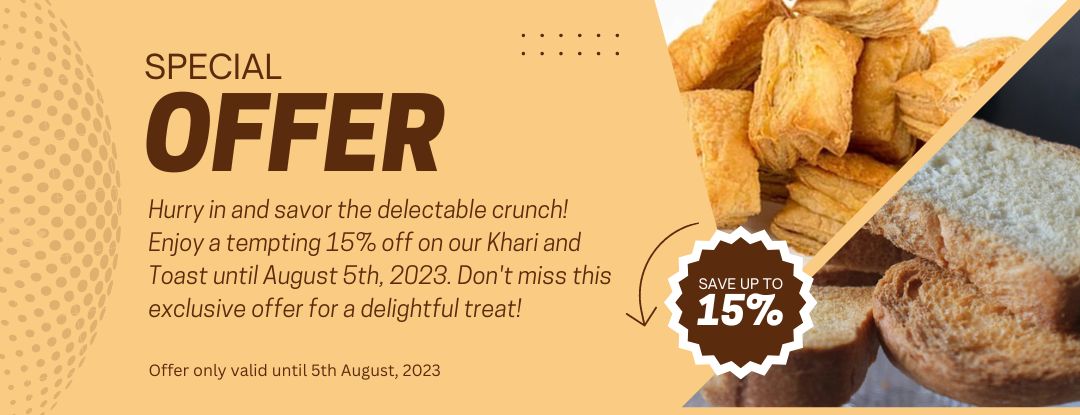 SPECIAL
OFFER
Hurry in and savor the delectable crunch!
Enjoy a tempting 15% off on our Khari and
Toast until August 5th, 2023. Don't miss this
exclusive offer for a delightful treat!
SAVE UP TO
15%
Offer only valid until 5th August, 2023